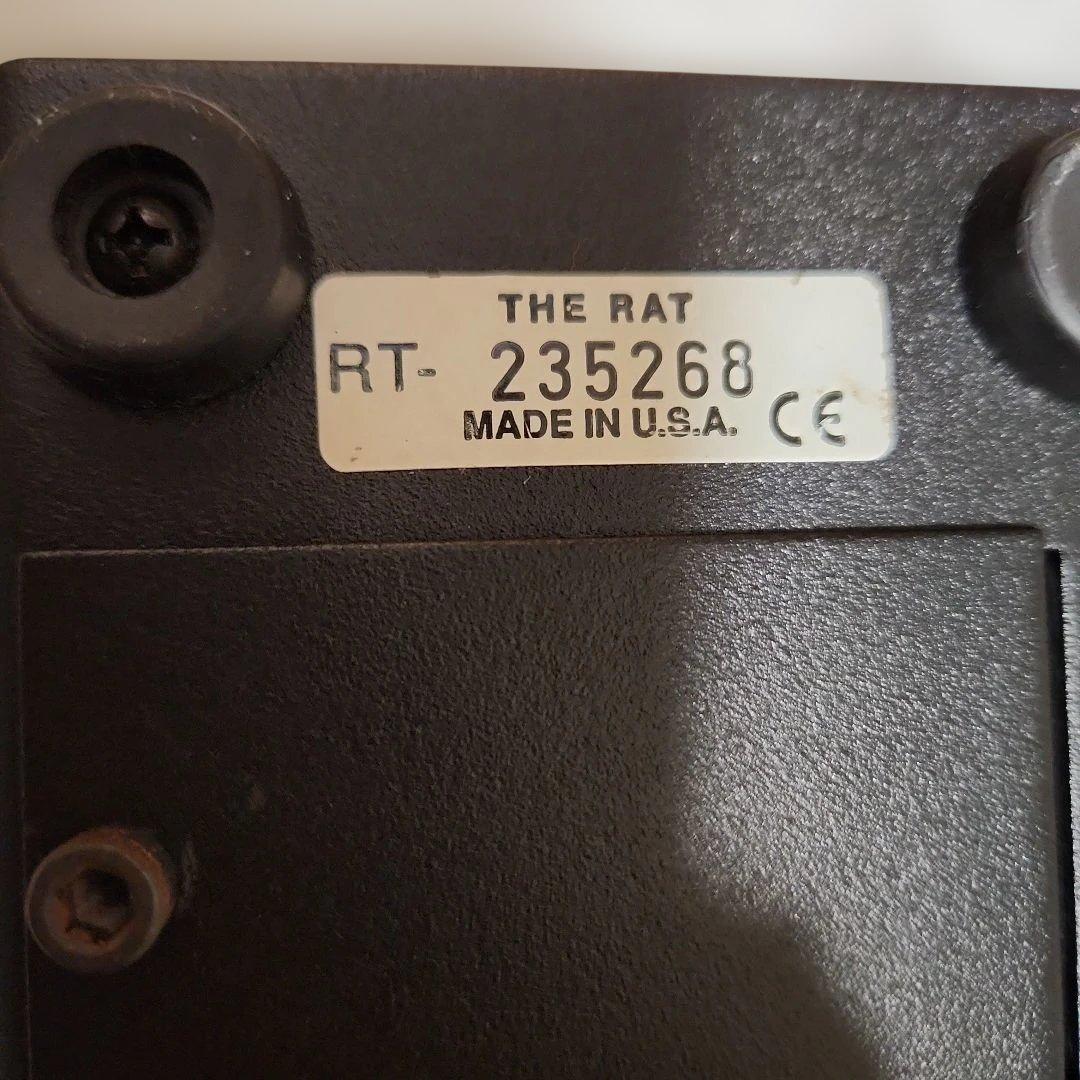 THE RAT
RT- 235268
MADE IN U.S.A. CE